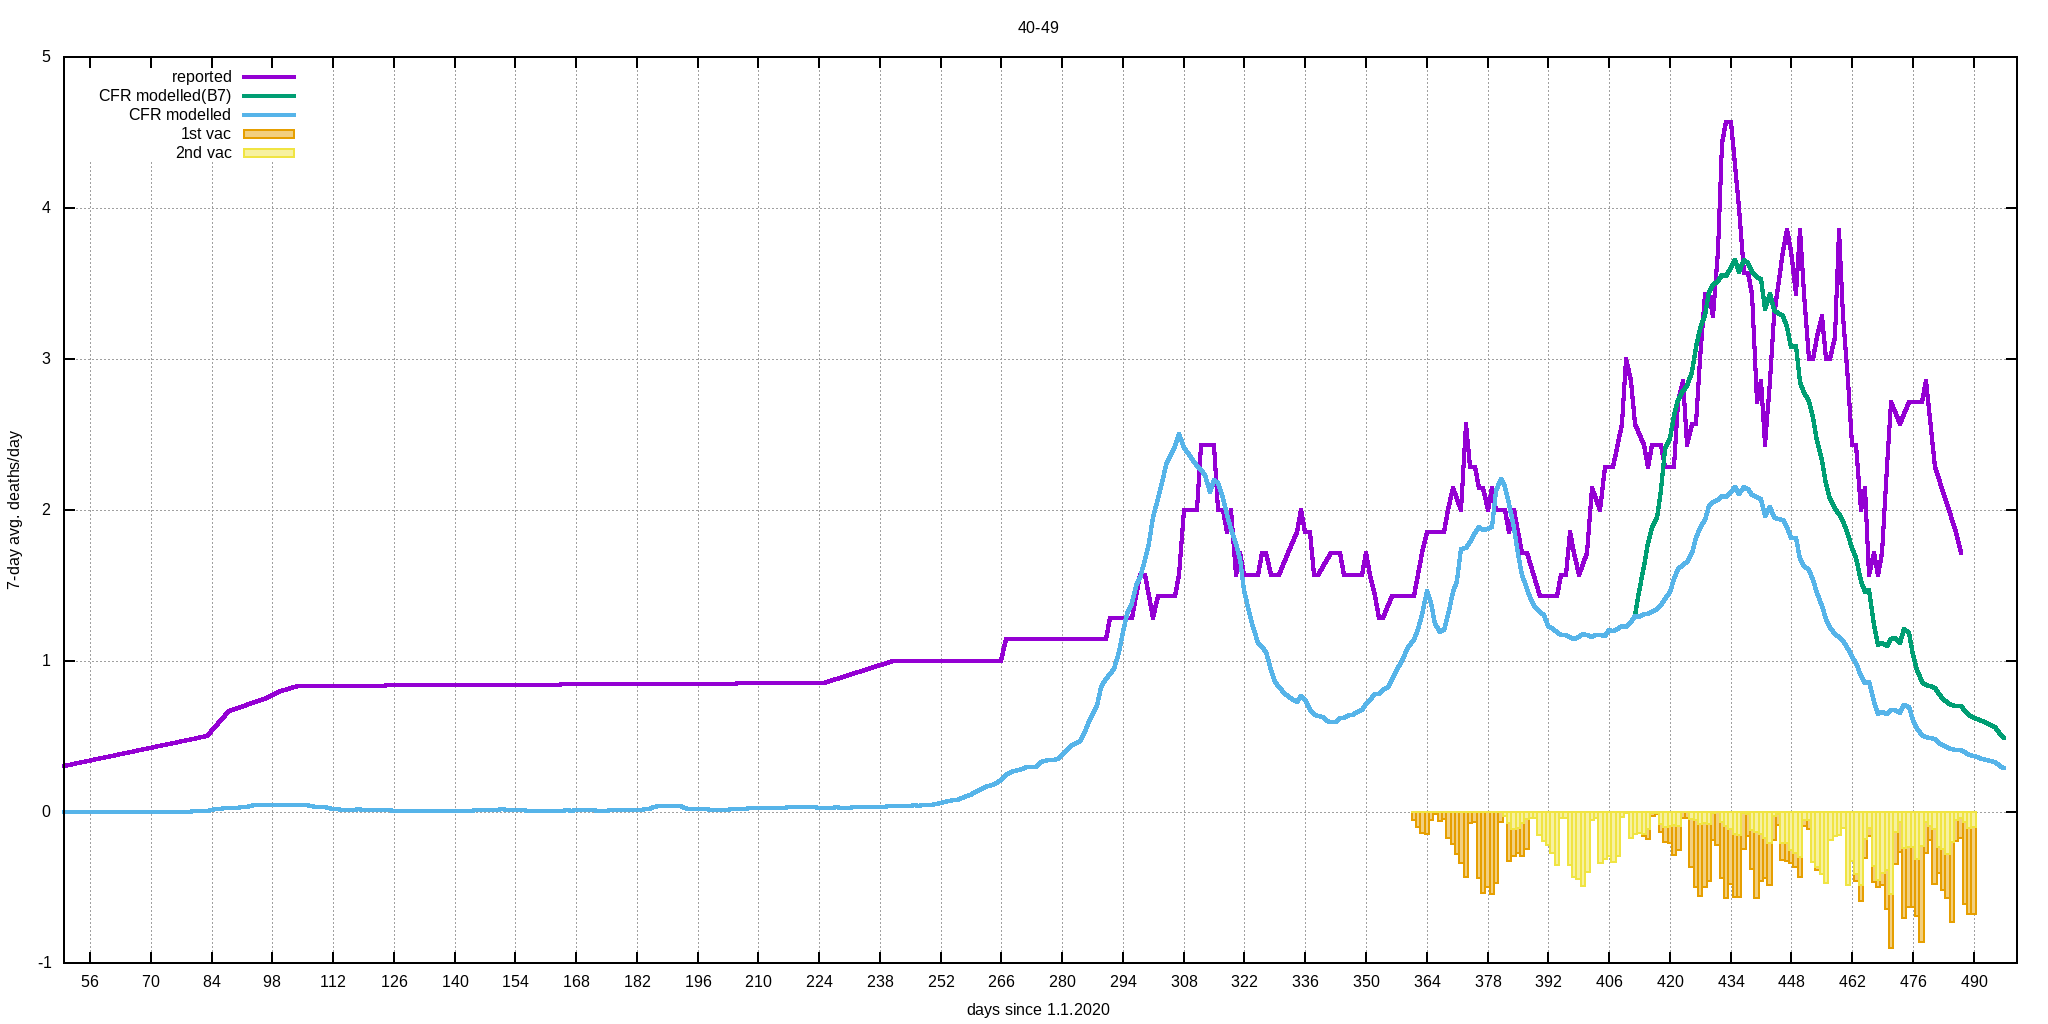 40-49
5
4
3
2
1
0
-1
7-day avg. deaths/day
reported
CFR modelled(B7)
CFR modelled
1st vac
2nd vac
56 70 84 98 112 126 140 154 168 182 196 210 224 238 252 266 280 294 308 322 336 350 364 378 392 406 420 434 448 462 476 490
days since 1.1.2020